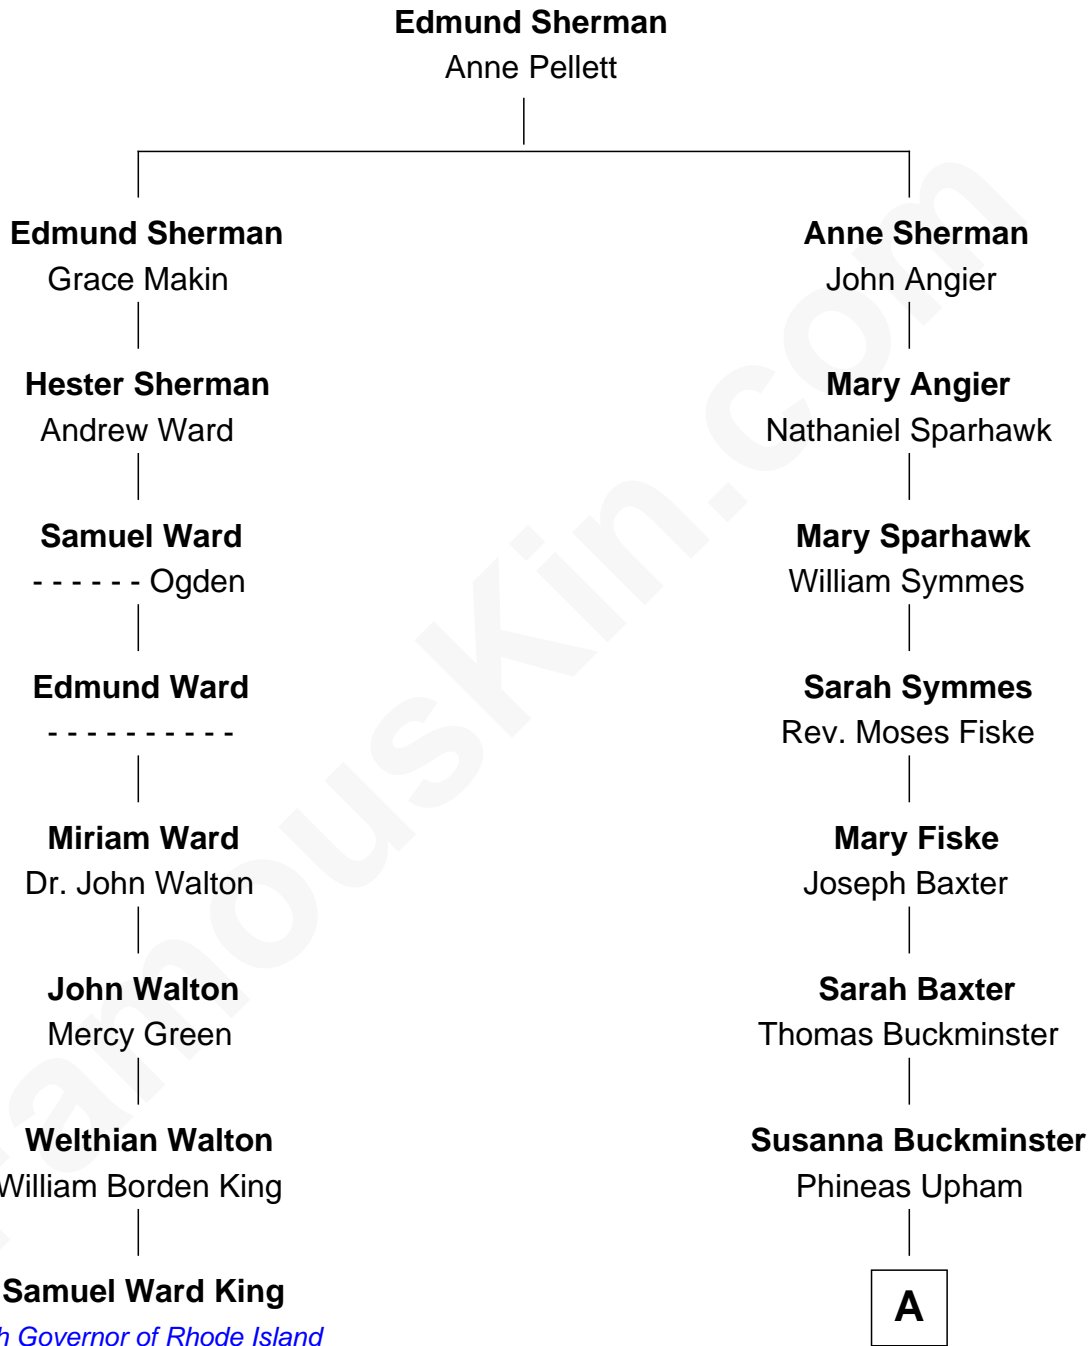 Edmund Sherman
Anne Pellett
Edmund Sherman
Grace Makin
Anne Sherman
John Angier
Hester Sherman
Andrew Ward
Mary Angier
Nathaniel Sparhawk
Samuel Ward
- - - - - - Ogden
Mary Sparhawk
William Symmes
Edmund Ward
- - - - - - - - - -
Sarah Symmes
Rev. Moses Fiske
Miriam Ward
Dr. John Walton
Mary Fiske
Joseph Baxter
John Walton
Mercy Green
Sarah Baxter
Thomas Buckminster
Welthian Walton
William Borden King
Susanna Buckminster
Phineas Upham
Samuel Ward King
h Governor of Rhode Island
A
FamousKin.com